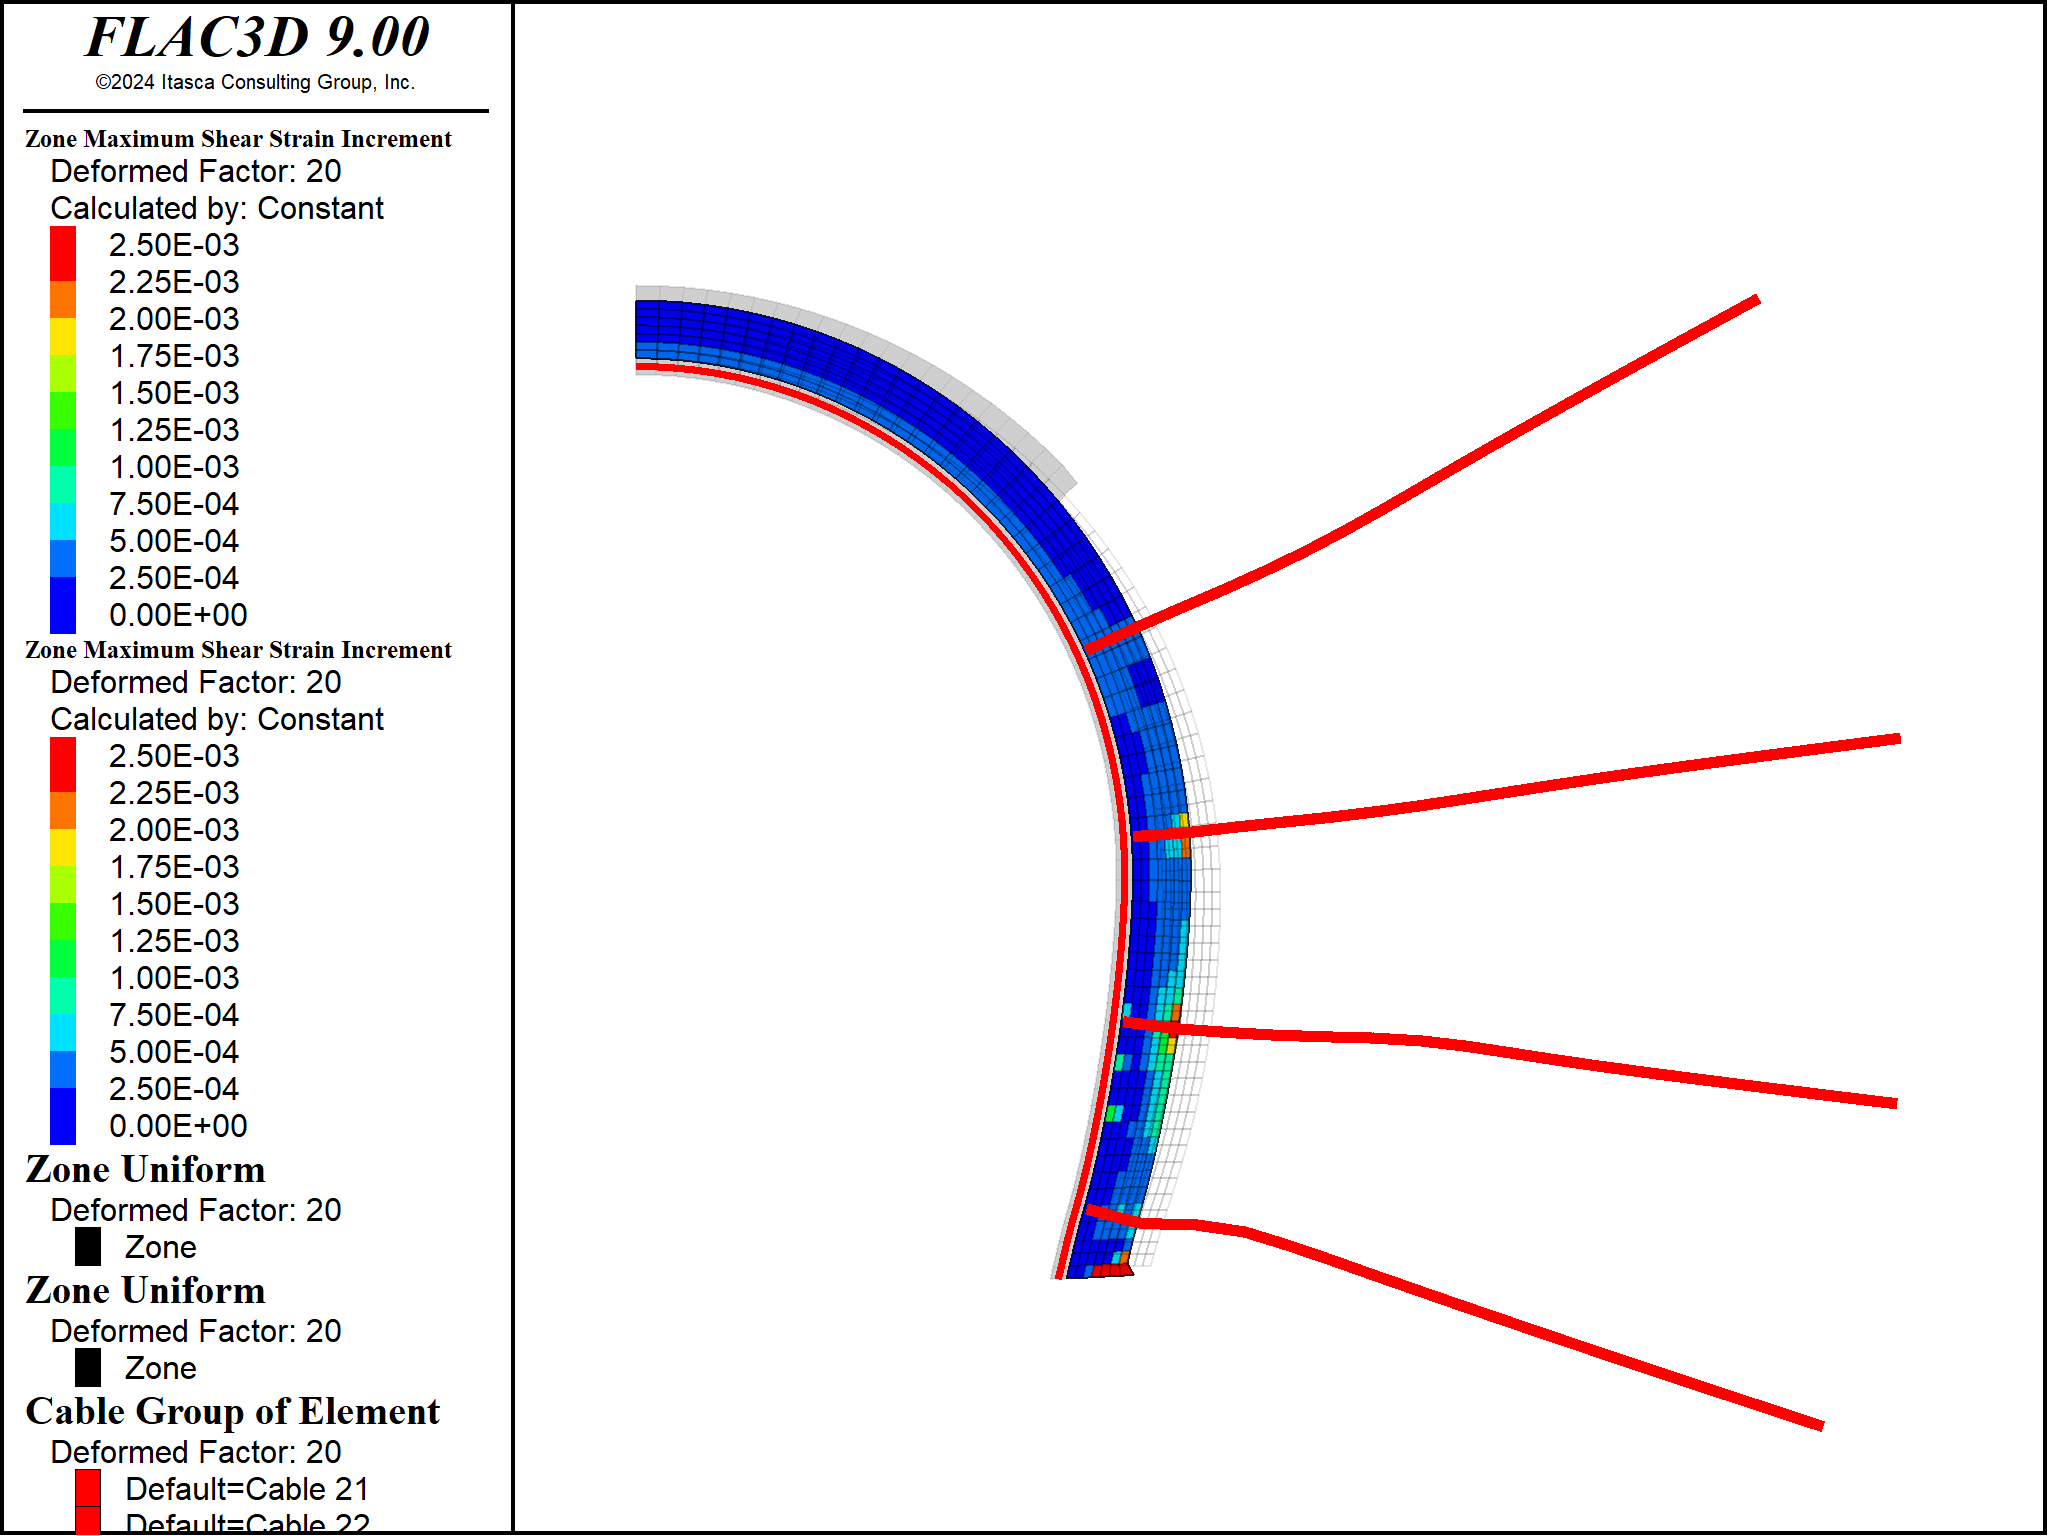 FLAC3D 9.00
©2024 Itasca Consulting Group, Inc.
Zone Maximum Shear Strain Increment
Deformed Factor: 20
Calculated by: Constant
2.50E-03
2.25E-03
2.00E-03
1.75E-03
1.50E-03
1.25E-03
1.00E-03
7.50E-04
5.00E-04
2.50E-04
0.00E+00
Zone Maximum Shear Strain Increment
Deformed Factor: 20
Calculated by: Constant
2.50E-03
2.25E-03
2.00E-03
1.75E-03
1.50E-03
1.25E-03
1.00E-03
7.50E-04
5.00E-04
2.50E-04
0.00E+00
Zone Uniform
Deformed Factor: 20
Zone
Zone Uniform
Deformed Factor: 20
Zone
Cable Group of Element
Deformed Factor: 20
Default=Cable 21
Default=Cable 22